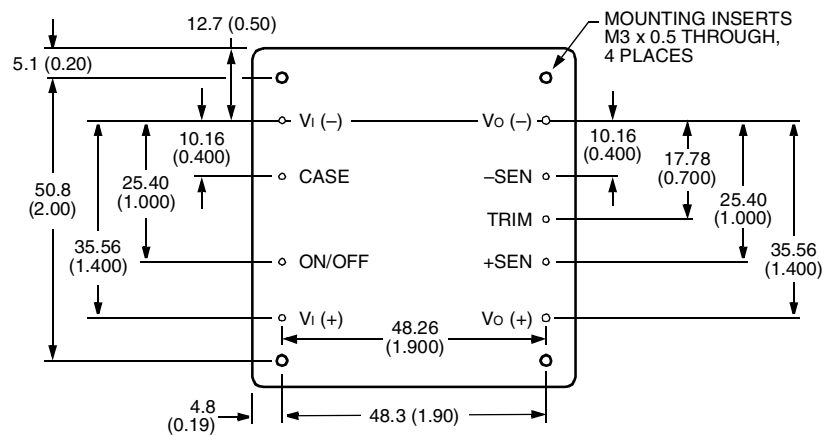 12.7 (0.50)
MOUNTING INSERTS
M3 x 0.5 THROUGH,
4 PLACES
5.1 (0.20)
VI (–)
VO (–)
10.16
(0.400)
10.16
(0.400)
17.78
(0.700)
CASE
–SEN
25.40
(1.000)
50.8
(2.00)
25.40
(1.000)
TRIM
35.56
(1.400)
35.56
(1.400)
ON/OFF
+SEN
VI (+)
VO (+)
48.26
(1.900)
4.8
(0.19)
48.3 (1.90)